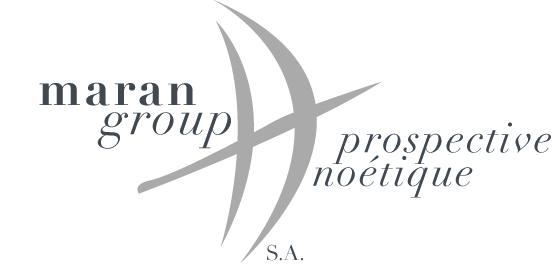 maran
group
prospective
noétique
S.A.